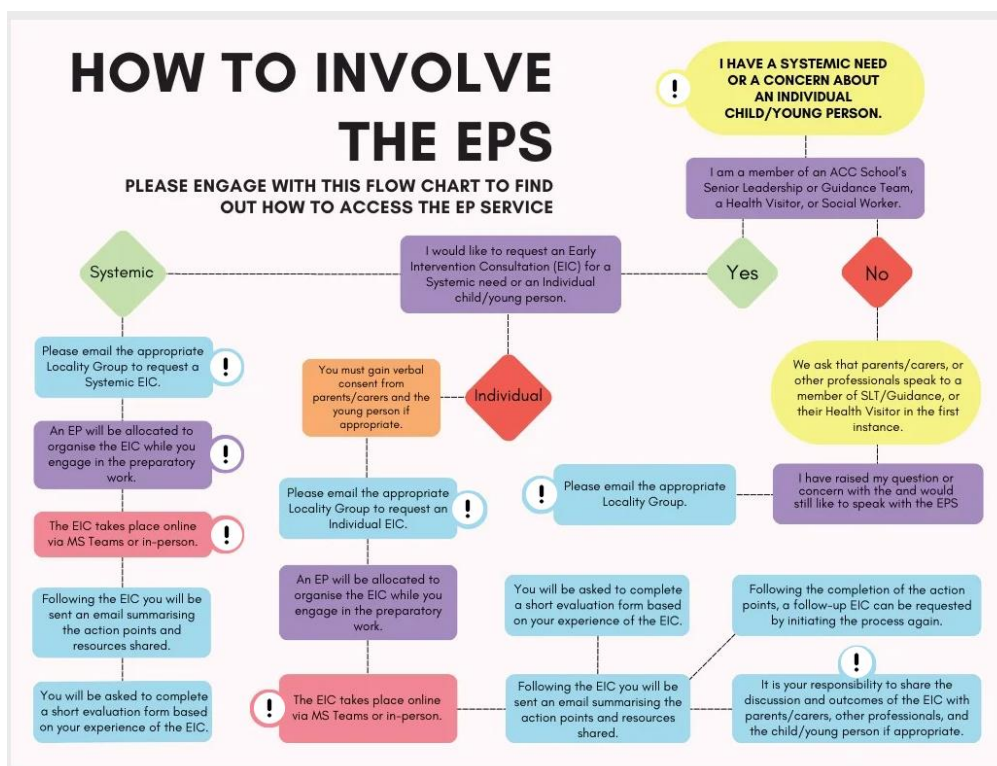 HOW TO INVOLVE
THE EPS
PLEASE ENGAGE WITH THIS FLOW CHART TO FIND
OUT HOW TO ACCESS THE EP SERVICE
!
I HAVE A SYSTEMIC NEED
OR A CONCERN ABOUT
AN INDIVIDUAL
CHILD/YOUNG PERSON.
I am a member of an ACC School's
Senior Leadership or Guidance Team,
a Health Visitor, or Social Worker.
Yes
No
I would like to request an Early
Intervention Consultation (EIC) for a
Systemic need or an Individual
child/young person.
Systemic
Please email the appropriate
Locality Group to request a
Systemic EIC.
!
An EP will be allocated to
organise the EIC while you
engage in the preparatory
work.
!
The EIC takes place online
via MS Teams or in-person.
!
Following the EIC you will be
sent an email summarising
the action points and
resources shared.
You will be asked to complete
a short evaluation form based
on your experience of the EIC.
Individual
You must gain verbal
consent from
parents/carers and the
young person if
appropriate.
Please email the appropriate
Locality Group to request an
Individual EIC.
!
An EP will be allocated to
organise the EIC while you
engage in the preparatory
work.
!
The EIC takes place online
via MS Teams or in-person.
Following the EIC you will be
sent an email summarising the
action points and resources
shared.
You will be asked to complete
a short evaluation form based
on your experience of the EIC.
Following the completion of the action
points, a follow-up EIC can be requested
by initiating the process again.
!
It is your responsibility to share the
discussion and outcomes of the EIC with
parents/carers, other professionals, and
the child/young person if appropriate.
We ask that parents/carers, or
other professionals speak to a
member of SLT/Guidance, or
their Health Visitor in the first
instance.
I have raised my question or
concern with the and would
still like to speak with the EPS
!
Please email the appropriate
Locality Group.